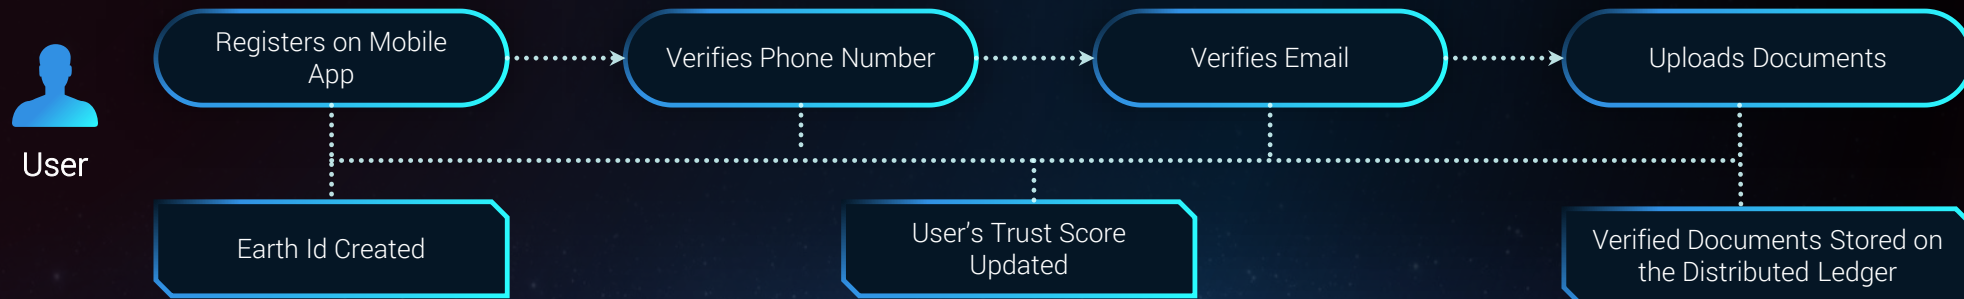 Registers on Mobile
App
Verifies Phone Number
Verifies Email
Uploads Documents
User
Earth Id Created
User's Trust Score
Updated
Verified Documents Stored on
the Distributed Ledger